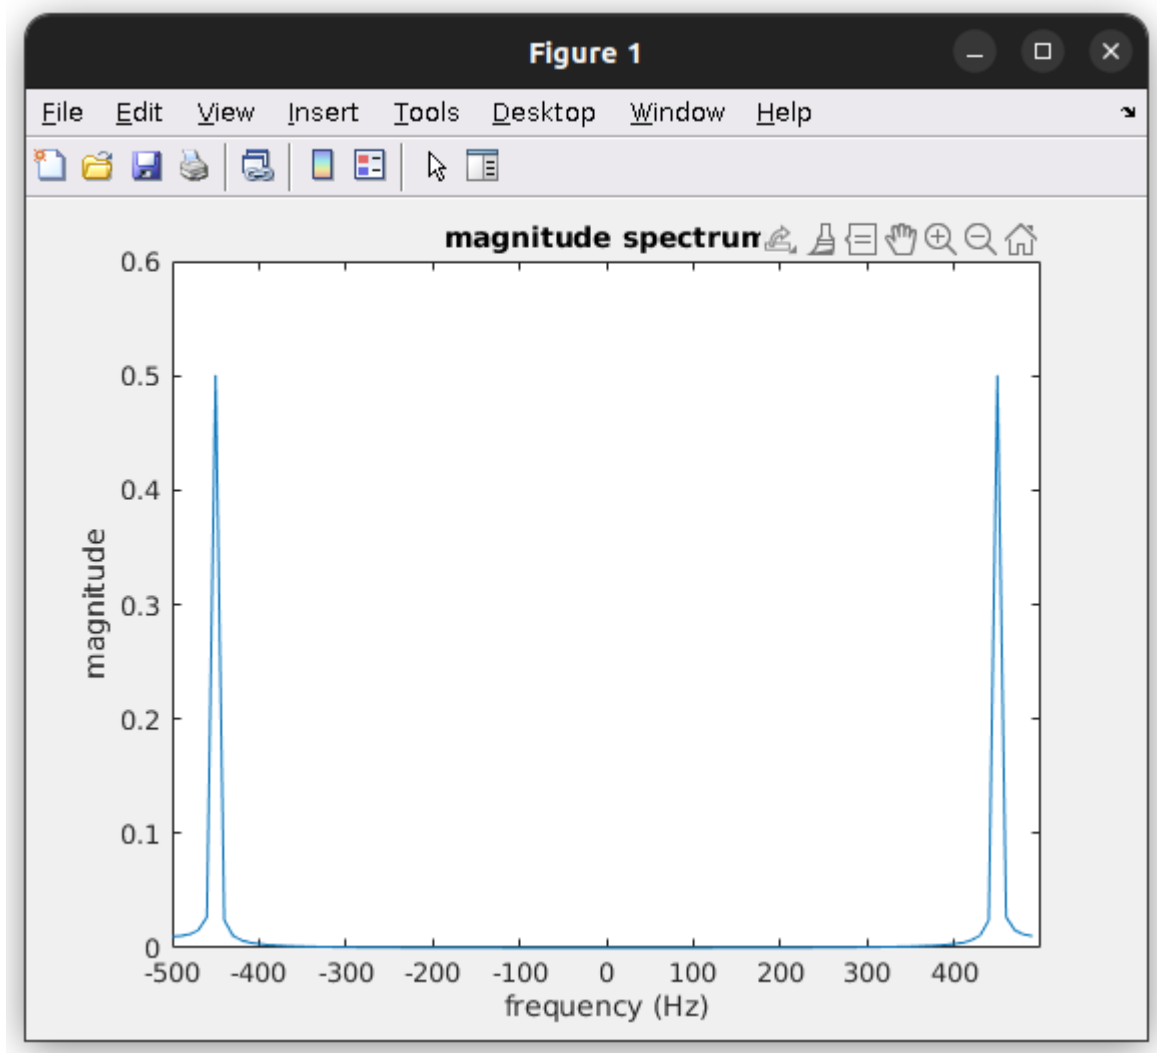 Figure 1
File Edit View Insert Tools Desktop Window Help
magnitude spectrum
0.6
0.5
0.4
0.3
0.2
0.1
0
magnitude
-500 -400 -300 -200 -100 0 100 200 300 400
frequency (Hz)